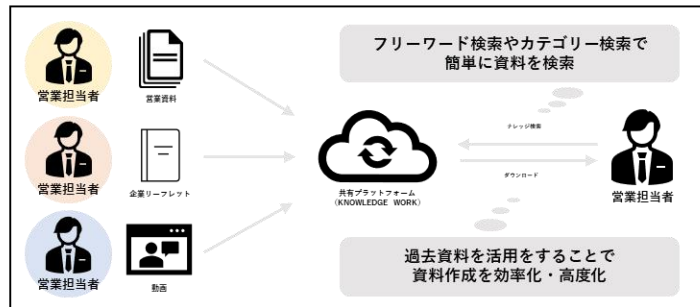 営業担当者
営業資料
営業担当者
企業リーフレット
営業担当者
動画
共有プラットフォーム
(KNOWLEDGE WORK)
フリーワード検索やカテゴリー検索で
簡単に資料を検索
ナレッジ検索
ダウンロード
営業担当者
過去資料を活用をすることで
資料作成を効率化・高度化